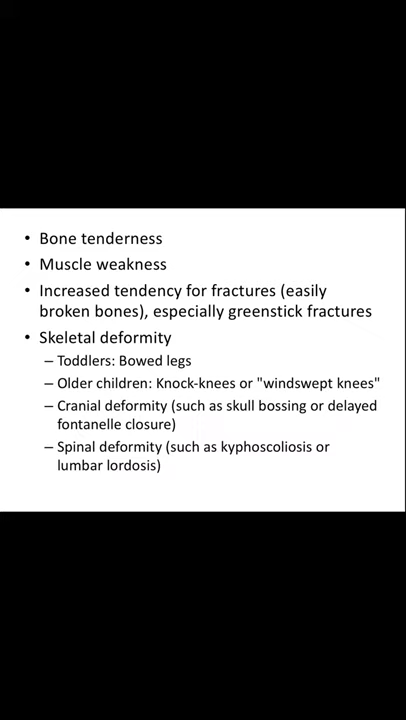 • Bone tenderness
• Muscle weakness
• Increased tendency for fractures (easily
broken bones), especially greenstick fractures
• Skeletal deformity
– Toddlers: Bowed legs
– Older children: Knock-knees or "windswept knees"
– Cranial deformity (such as skull bossing or delayed
fontanelle closure)
– Spinal deformity (such as kyphoscoliosis or
lumbar lordosis)